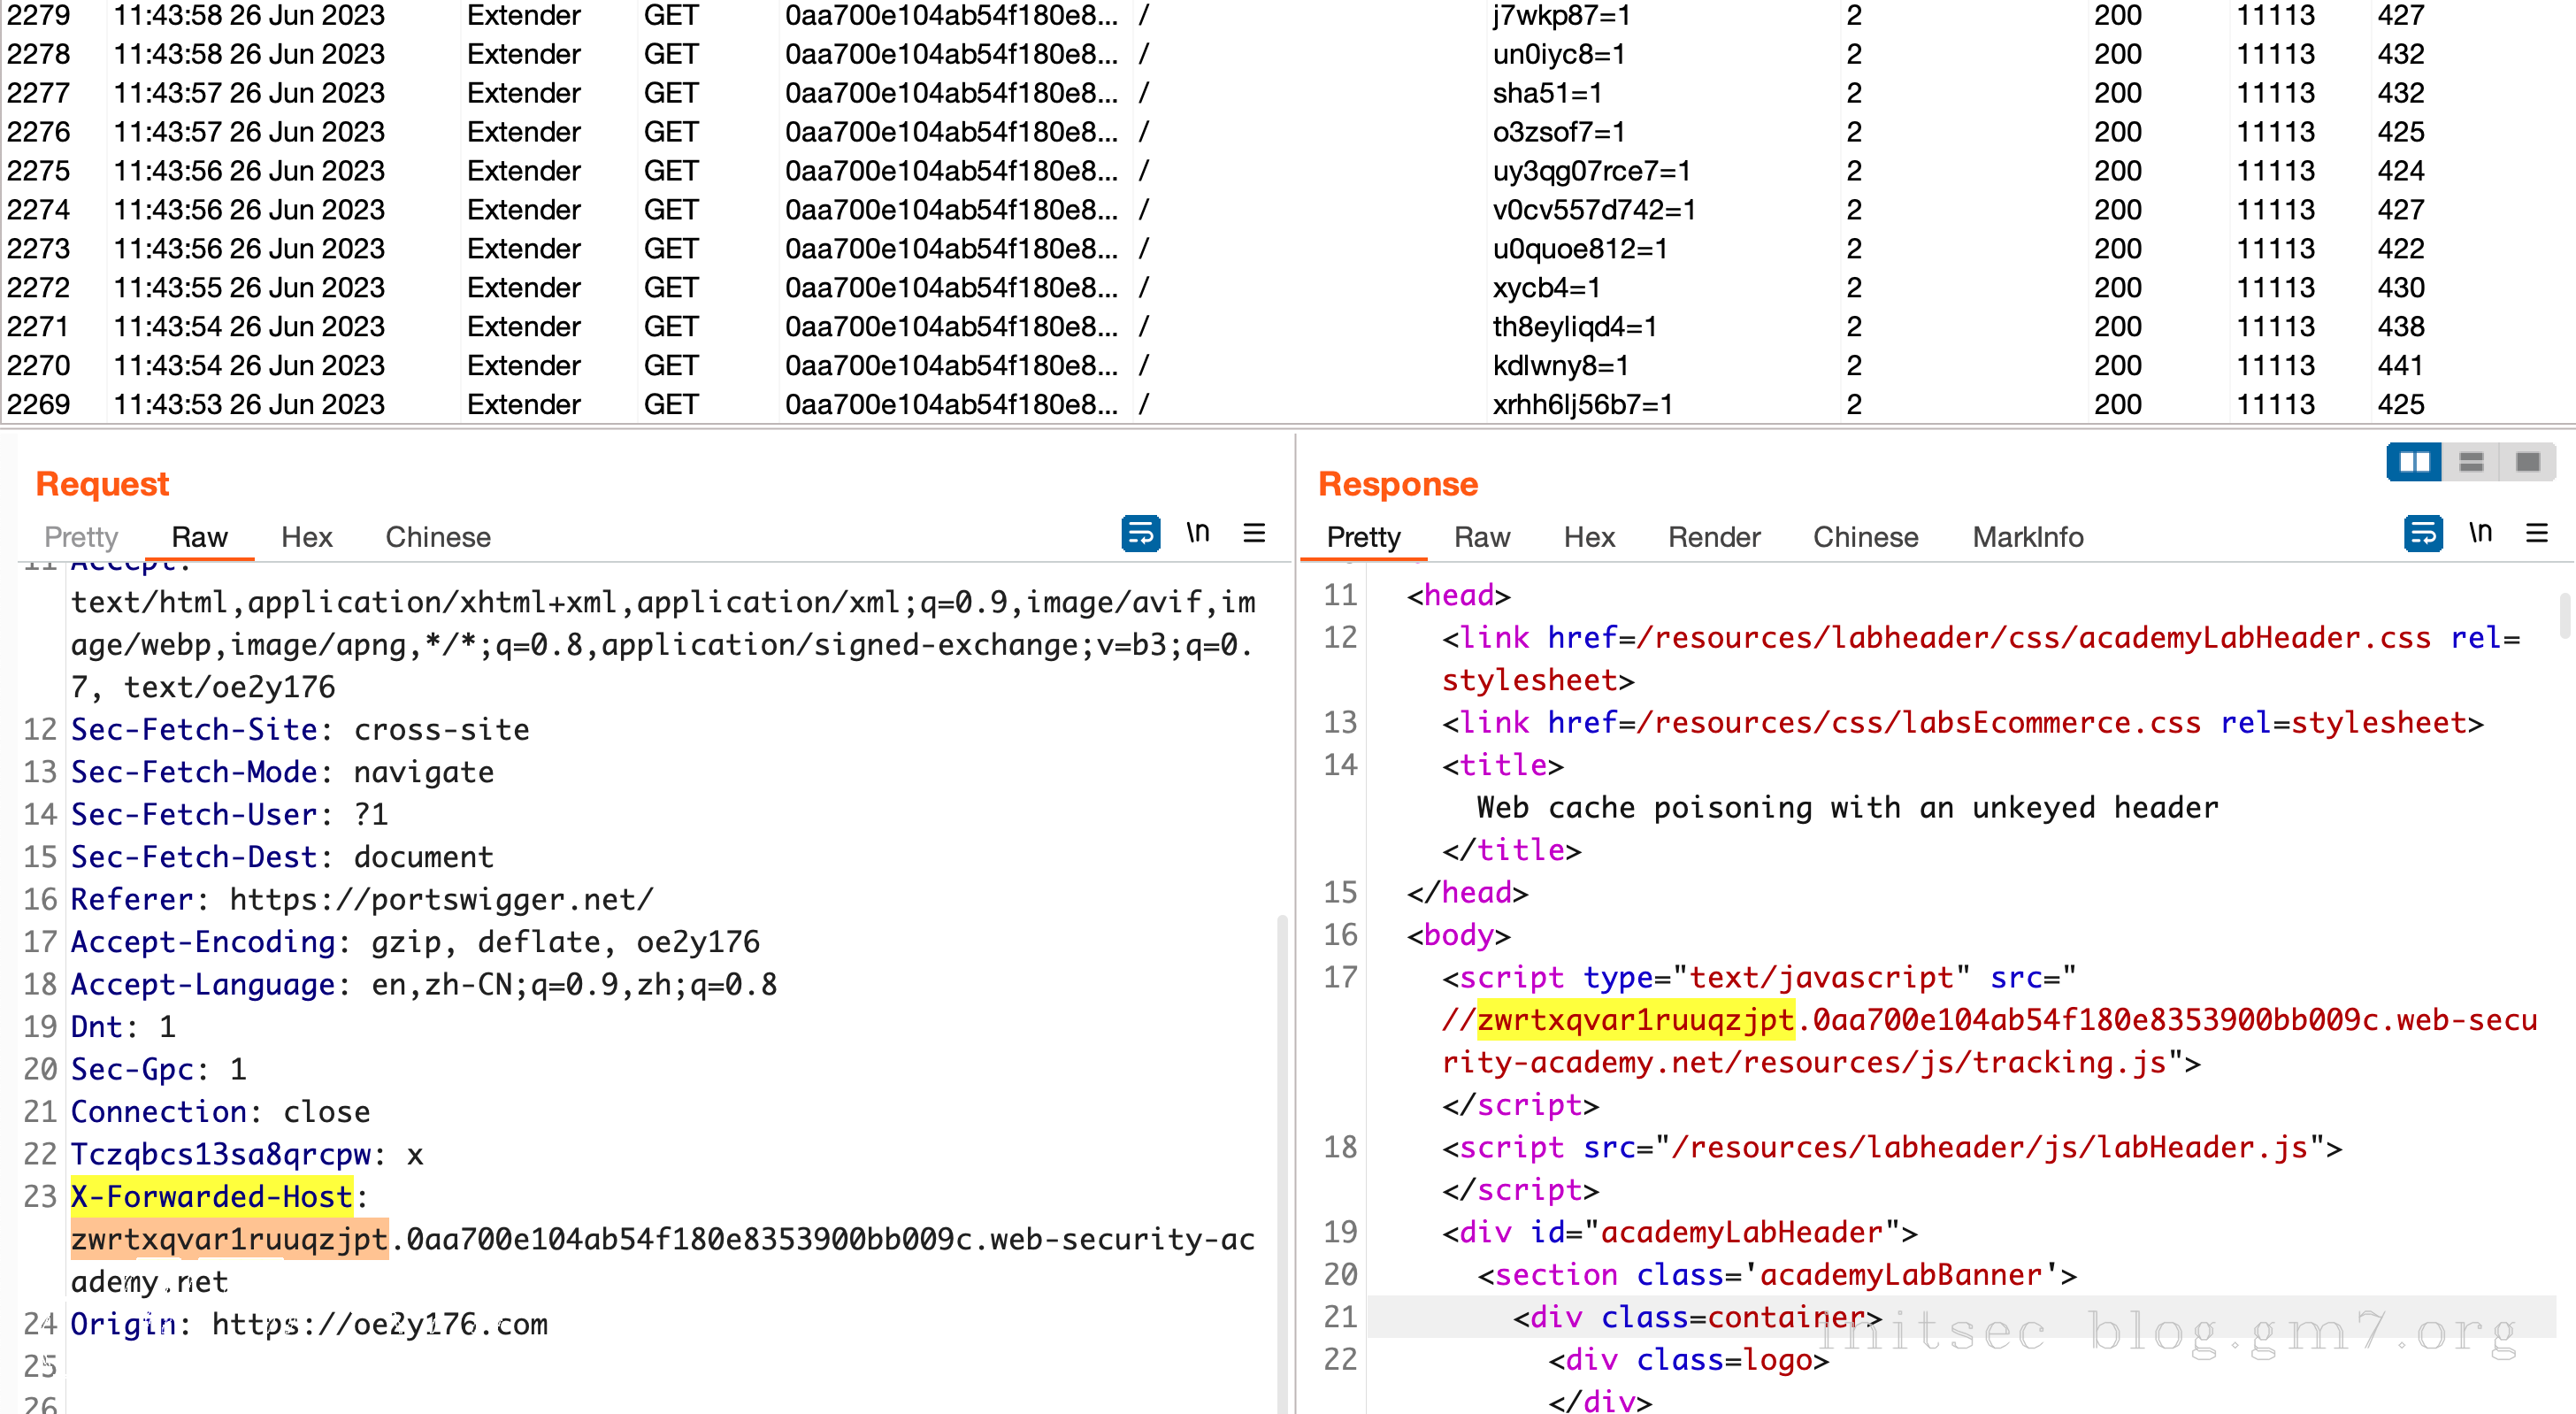 2279 11:43:58 26 Jun 2023 Extender GET 0aa700e104ab54f180e8... / j7wkp87=1 2 200 11113 427
2278 11:43:58 26 Jun 2023 Extender GET 0aa700e104ab54f180e8... / un0iyc8=1 2 200 11113 432
2277 11:43:57 26 Jun 2023 Extender GET 0aa700e104ab54f180e8... / sha51=1 2 200 11113 432
2276 11:43:57 26 Jun 2023 Extender GET 0aa700e104ab54f180e8... / o3zsof7=1 2 200 11113 425
2275 11:43:56 26 Jun 2023 Extender GET 0aa700e104ab54f180e8... / uy3qg07rce7=1 2 200 11113 424
2274 11:43:56 26 Jun 2023 Extender GET 0aa700e104ab54f180e8... / v0cv557d742=1 2 200 11113 427
2273 11:43:56 26 Jun 2023 Extender GET 0aa700e104ab54f180e8... / u0quoe812=1 2 200 11113 422
2272 11:43:55 26 Jun 2023 Extender GET 0aa700e104ab54f180e8... / xycb4=1 2 200 11113 430
2271 11:43:54 26 Jun 2023 Extender GET 0aa700e104ab54f180e8... / th8eyliqd4=1 2 200 11113 438
2270 11:43:54 26 Jun 2023 Extender GET 0aa700e104ab54f180e8... / kdlwny8=1 2 200 11113 441
2269 11:43:53 26 Jun 2023 Extender GET 0aa700e104ab54f180e8... / xrhh6lj56b7=1 2 200 11113 425
Request
Pretty Raw Hex Chinese \n
11 Accept:
text/html,application/xhtml+xml,application/xml;q=0.9,image/avif,im
age/webp,image/apng,*/*;q=0.8,application/signed-exchange;v=b3;q=0.
7, text/oe2y176
12 Sec-Fetch-Site: cross-site
13 Sec-Fetch-Mode: navigate
14 Sec-Fetch-User: ?1
15 Sec-Fetch-Dest: document
16 Referer: https://portswigger.net/
17 Accept-Encoding: gzip, deflate, oe2y176
18 Accept-Language: en,zh-CN;q=0.9,zh;q=0.8
19 Dnt: 1
20 Sec-Gpc: 1
21 Connection: close
22 Tczqbcs13sa8qrcpw: x
23 X-Forwarded-Host:
zwrtxqvar1ruuqzjpt.0aa700e104ab54f180e8353900bb009c.web-security-ac
ademy.net
24 Origin: https://oe2y176.com
25
26
Response
Pretty Raw Hex Render Chinese MarkInfo \n
11 <head>
12 <link href=/resources/labheader/css/academyLabHeader.css rel=
stylesheet>
13 <link href=/resources/css/labsEcommerce.css rel=stylesheet>
14 <title>
Web cache poisoning with an unkeyed header
</title>
15 </head>
16 <body>
17 <script type="text/javascript" src="
//zwrtxqvar1ruuqzjpt.0aa700e104ab54f180e8353900bb009c.web-secu
rity-academy.net/resources/js/tracking.js">
</script>
18 <script src="/resources/labheader/js/labHeader.js">
</script>
19 <div id="academyLabHeader">
20 <section class='academyLabBanner'>
21 <div class=container>
22 <div class=logo>
</div>
initsec blog.gm7.org